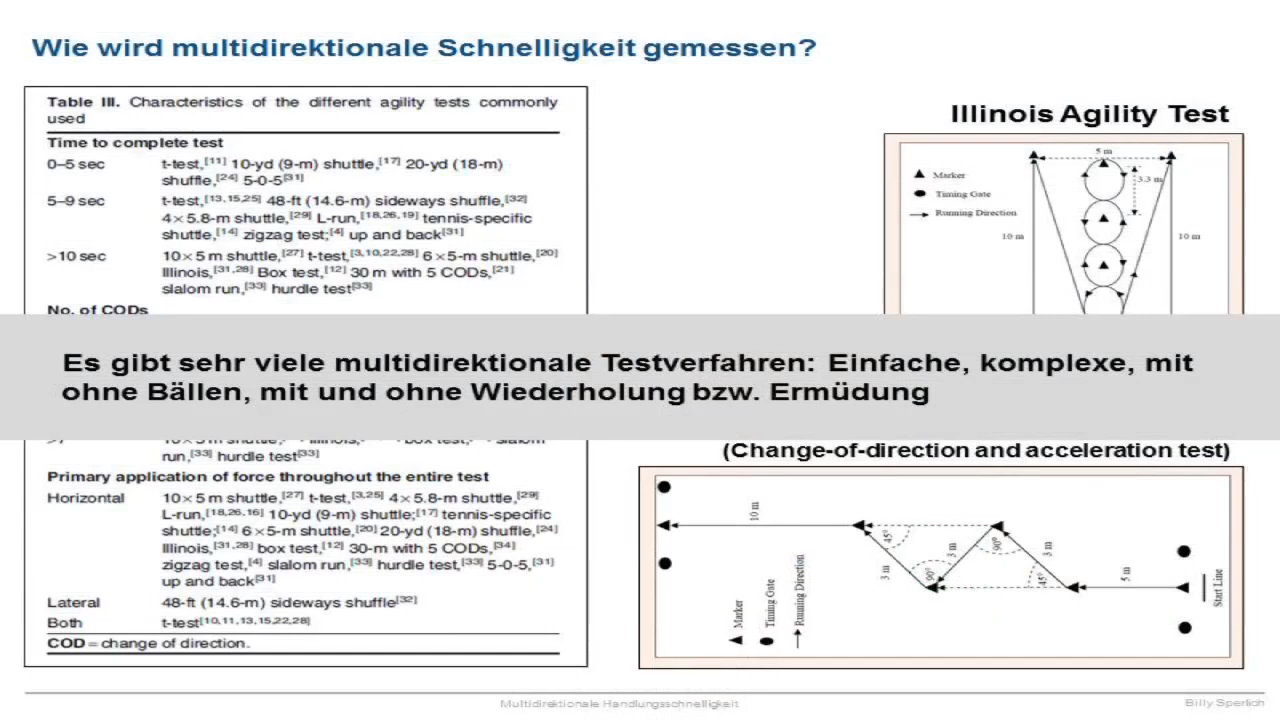 Wie wird multidirektionale Schnelligkeit gemessen?
Table III. Characteristics of the different agility tests commonly
used
Time to complete test
0–5 sec t-test,[11] 10-yd (9-m) shuttle,[17] 20-yd (18-m)
shuffle,[24] 5-0-5[31]
5–9 sec t-test,[13,15,25] 48-ft (14.6-m) sideways shuffle,[32]
4×5.8-m shuttle,[29] L-run,[18,26,19] tennis-specific
shuttle,[14] zigzag test;[4] up and back[31]
>10 sec 10×5 m shuttle,[27] t-test,[3,10,22,28] 6×5-m shuttle,[20]
Illinois,[31,28] Box test,[12] 30 m with 5 CODs,[21]
slalom run,[33] hurdle test[33]
No. of CODs
Illinois Agility Test
5 m
Marker
Timing Gate
Running Direction
3.3 m
10 m
10 m
Es gibt sehr viele multidirektionale Testverfahren: Einfache, komplexe, mit
ohne Bällen, mit und ohne Wiederholung bzw. Ermüdung
>7 10×5 m shuttle, Illinois, box test, slalom
run,[33] hurdle test[33]
Primary application of force throughout the entire test
Horizontal 10×5 m shuttle,[27] t-test,[3,25] 4×5.8-m shuttle,[29]
L-run,[18,26,16] 10-yd (9-m) shuttle;[17] tennis-specific
shuttle;[14] 6×5-m shuttle,[20] 20-yd (18-m) shuffle,[24]
Illinois,[31,28] box test,[12] 30-m with 5 CODs,[34]
zigzag test,[4] slalom run,[33] hurdle test,[33] 5-0-5,[31]
up and back[31]
Lateral 48-ft (14.6-m) sideways shuffle[32]
Both t-test[10,11,13,15,22,28]
COD = change of direction.
(Change-of-direction and acceleration test)
10 m
45°
3 m
90°
3 m
90°
3 m
45°
5 m
Start Line
Marker
Timing Gate
Running Direction
Multidirektionale Handlungsschnelligkeit
Billy Sperlich